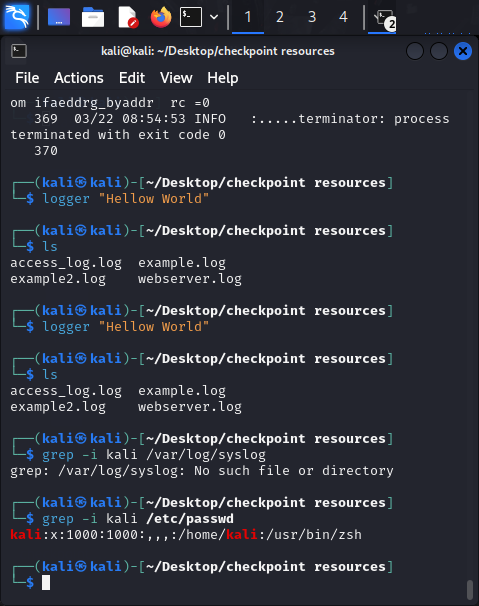 1 2 3 4 2
kali@kali: ~/Desktop/checkpoint resources
File Actions Edit View Help
om ifaeddrg_byaddr  rc =0
   369  03/22 08:54:53 INFO   :.....terminator: process
terminated with exit code 0
   370
┌──(kali㉿kali)-[~/Desktop/checkpoint resources]
└─$ logger "Hellow World"
┌──(kali㉿kali)-[~/Desktop/checkpoint resources]
└─$ ls
access_log.log  example.log
example2.log    webserver.log
┌──(kali㉿kali)-[~/Desktop/checkpoint resources]
└─$ logger "Hellow World"
┌──(kali㉿kali)-[~/Desktop/checkpoint resources]
└─$ ls
access_log.log  example.log
example2.log    webserver.log
┌──(kali㉿kali)-[~/Desktop/checkpoint resources]
└─$ grep -i kali /var/log/syslog
grep: /var/log/syslog: No such file or directory
┌──(kali㉿kali)-[~/Desktop/checkpoint resources]
└─$ grep -i kali /etc/passwd
kali:x:1000:1000:,,,:/home/kali:/usr/bin/zsh
┌──(kali㉿kali)-[~/Desktop/checkpoint resources]
└─$